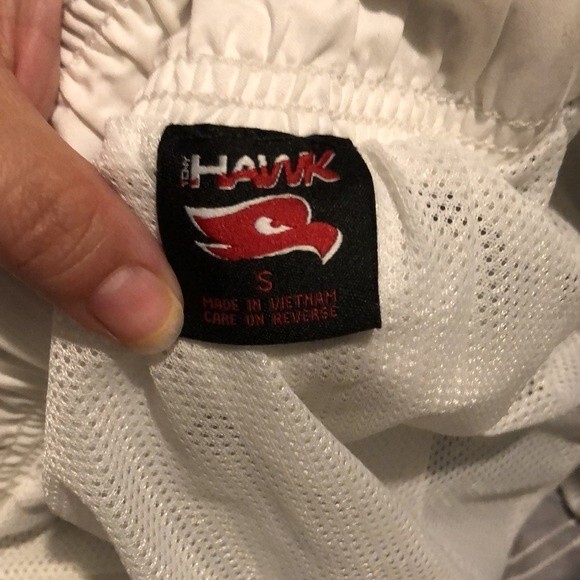 TONY HAWK
S
MADE IN VIETNAM
CARE ON REVERSE